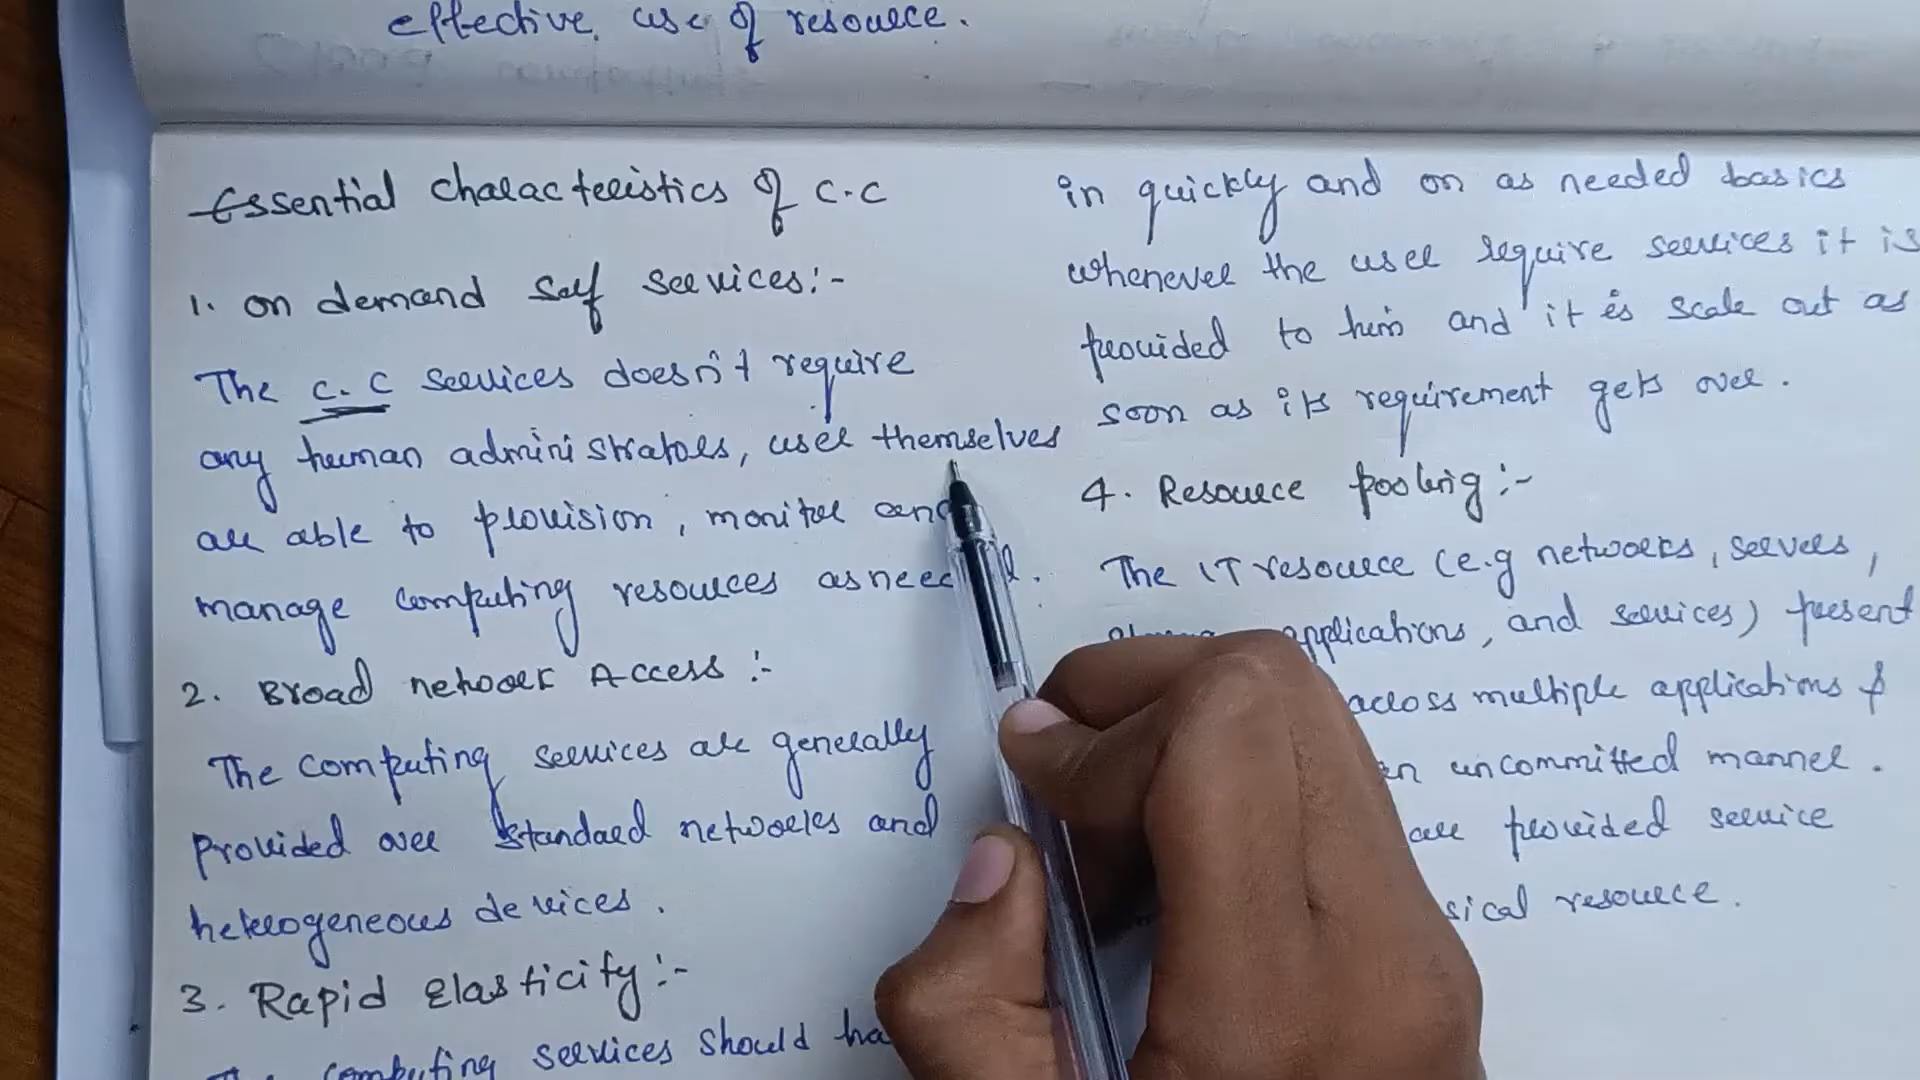 effective use of resource.
Essential characteristics of C.C
1. on demand self services:-
The C.C services doesn't require
any human administrators, user themselves
are able to provision, monitor and
manage computing resources as need
2. Broad network Access :-
The computing services are generally
provided over standard networks and
heterogeneous devices.
3. Rapid Elasticity:-
computing services should ha
in quickly and on as needed basics
whenever the user require services it is
provided to him and it is scale out as
soon as its requirement gets over.
4. Resource pooling :-
The IT resource (e.g networks, servers,
applications, and services) present
across multiple applications &
uncommitted manner.
are provided service
sical resource.